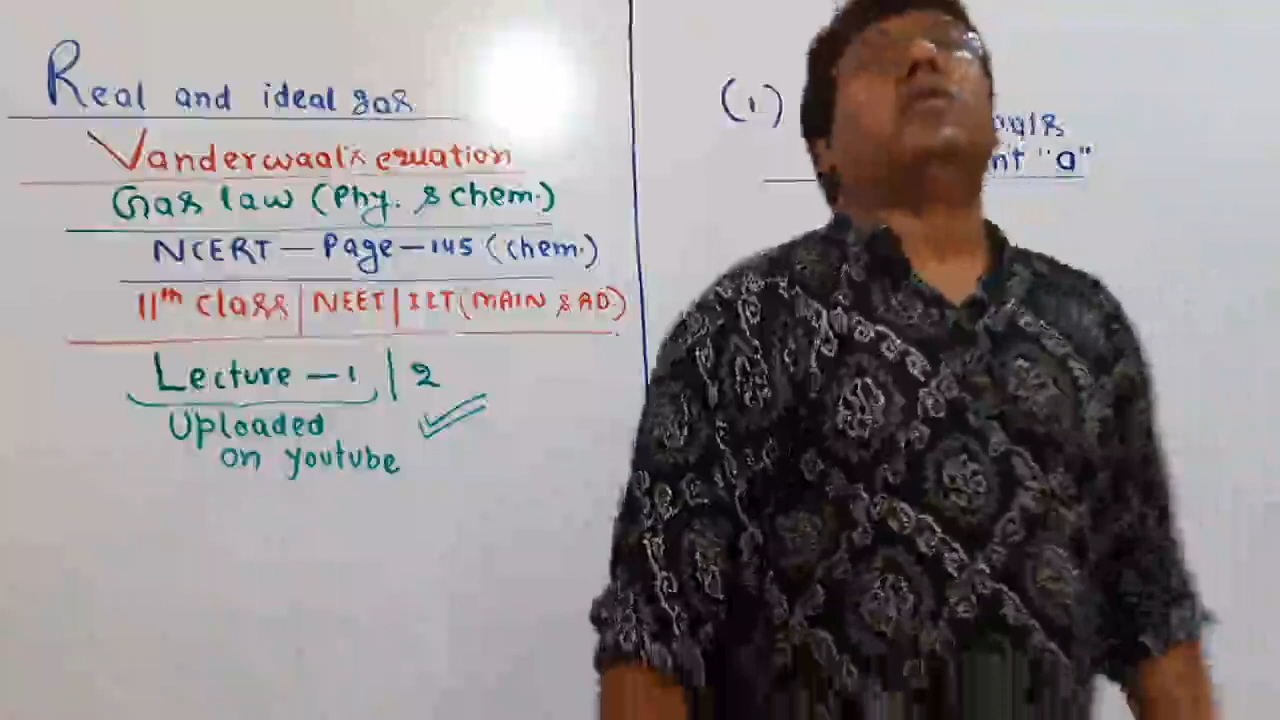 Real and ideal gas
Vanderwaal's equation
Gas law (Phy. & chem.)
NCERT - Page - 145 (chem.)
11th class | NEET | IIT (MAIN & AD)
Lecture - 1 | 2
Uploaded
on youtube
(1)
"a"